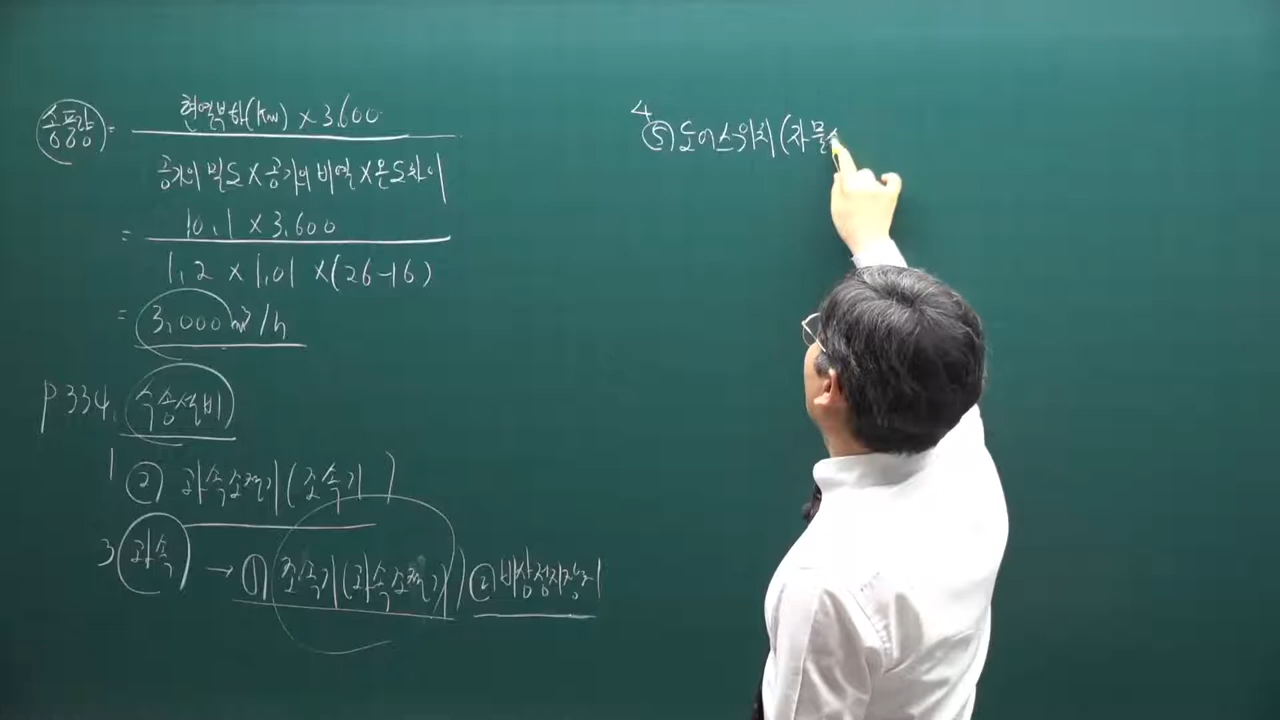 송풍량 = 현열부하(kw) × 3,600
공기의 밀도 × 공기의 비열 × 온도차이
= 10.1 × 3,600
1.2 × 1.01 × (26-16)
= 3,000 m³/h
p 334. 수송설비
1 ② 과속조절기 (조속기)
3 과속 → ① 조속기(과속조절기) ② 비상정지장치
4
⑤ 도어스위치 (자물